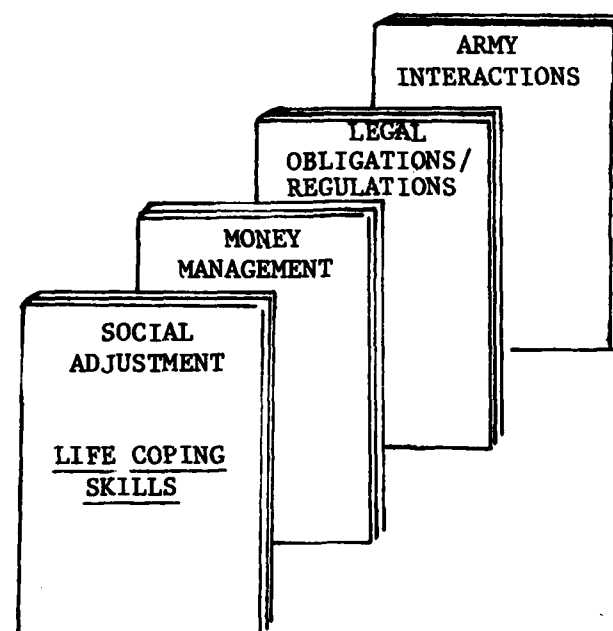 ARMY
INTERACTIONS
LEGAL
OBLIGATIONS/
REGULATIONS
MONEY
MANAGEMENT
SOCIAL
ADJUSTMENT
LIFE COPING
SKILLS